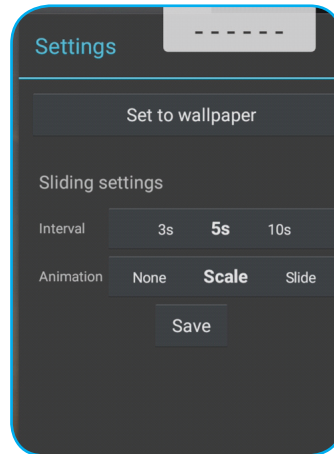 Settings
------
Set to wallpaper
Sliding settings
Interval 3s 5s 10s
Animation None Scale Slide
Save